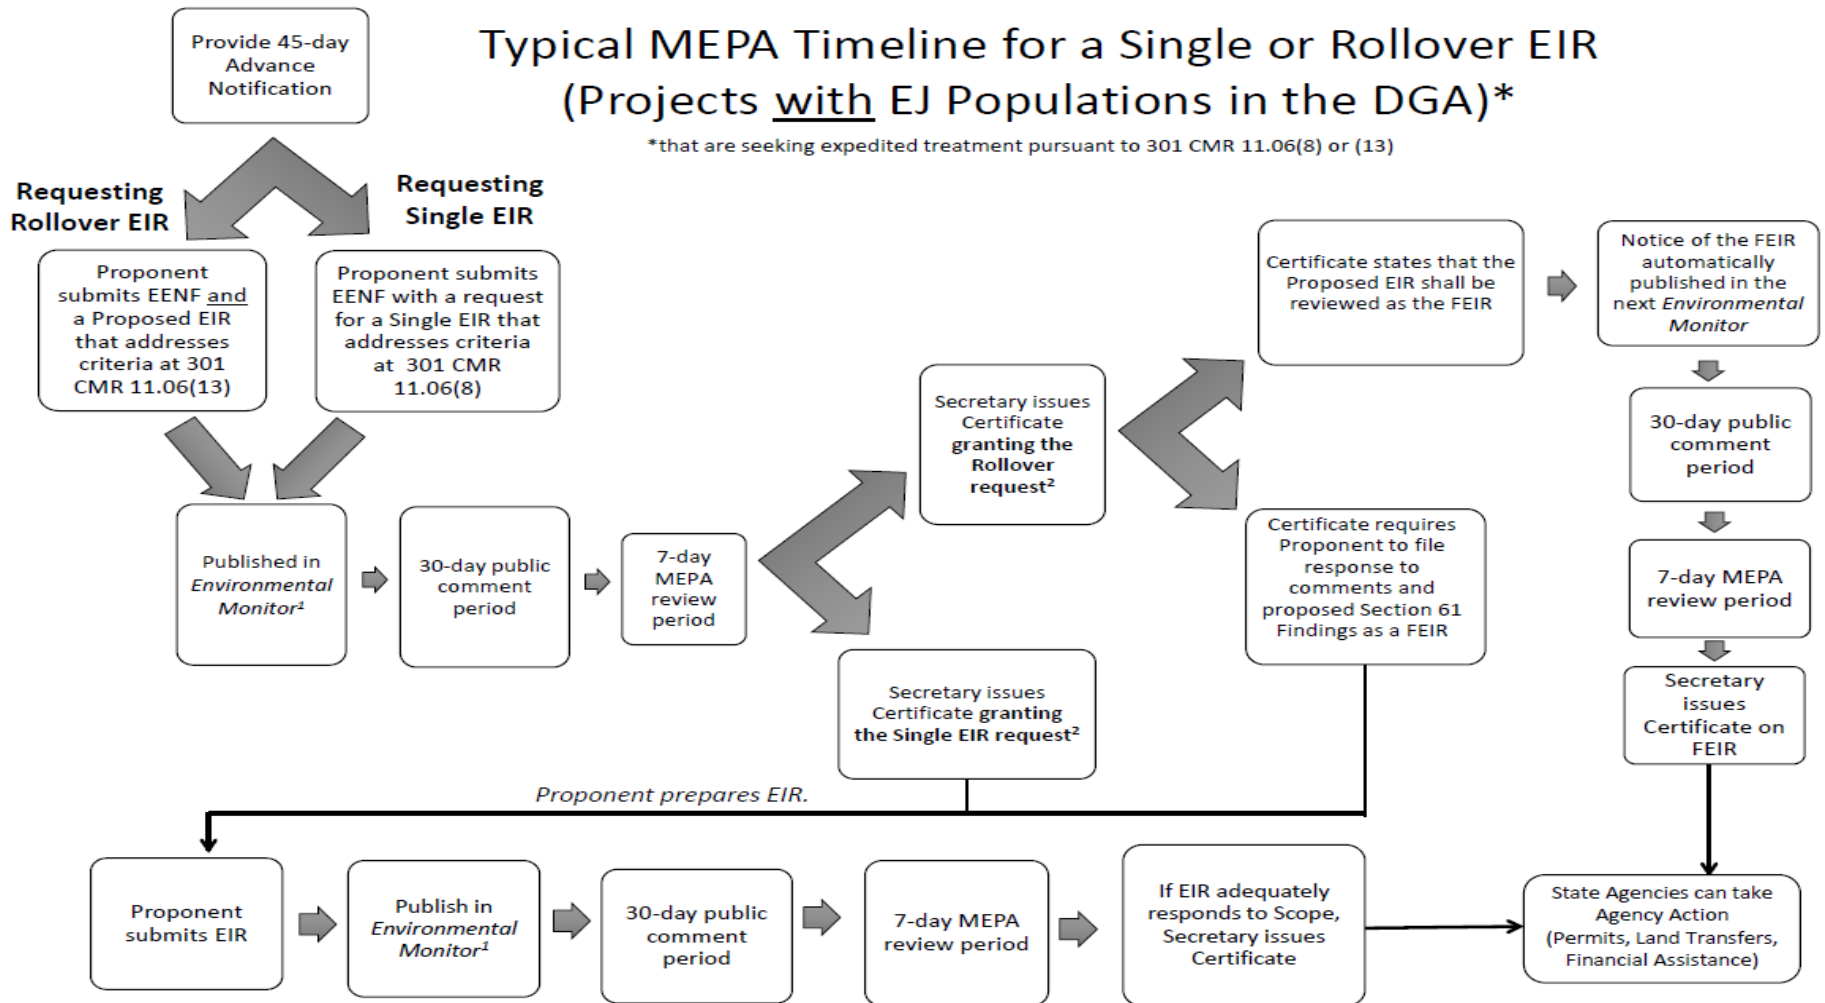 Typical MEPA Timeline for a Single or Rollover EIR
(Projects with EJ Populations in the DGA)*
*that are seeking expedited treatment pursuant to 301 CMR 11.06(8) or (13)
Provide 45-day
Advance
Notification
Requesting
Rollover EIR
Requesting
Single EIR
Proponent
submits EENF and
a Proposed EIR
that addresses
criteria at 301
CMR 11.06(13)
Proponent submits
EENF with a request
for a Single EIR that
addresses criteria
at 301 CMR
11.06(8)
Published in
Environmental
Monitor¹
30-day public
comment
period
7-day
MEPA
review
period
Secretary issues
Certificate
granting the
Rollover
request²
Secretary issues
Certificate granting
the Single EIR request²
Certificate states that the
Proposed EIR shall be
reviewed as the FEIR
Certificate requires
Proponent to file
response to
comments and
proposed Section 61
Findings as a FEIR
Notice of the FEIR
automatically
published in the
next Environmental
Monitor
30-day public
comment
period
7-day MEPA
review period
Secretary
issues
Certificate on
FEIR
Proponent prepares EIR.
Proponent
submits EIR
Publish in
Environmental
Monitor¹
30-day public
comment
period
7-day MEPA
review period
If EIR adequately
responds to Scope,
Secretary issues
Certificate
State Agencies can take
Agency Action
(Permits, Land Transfers,
Financial Assistance)